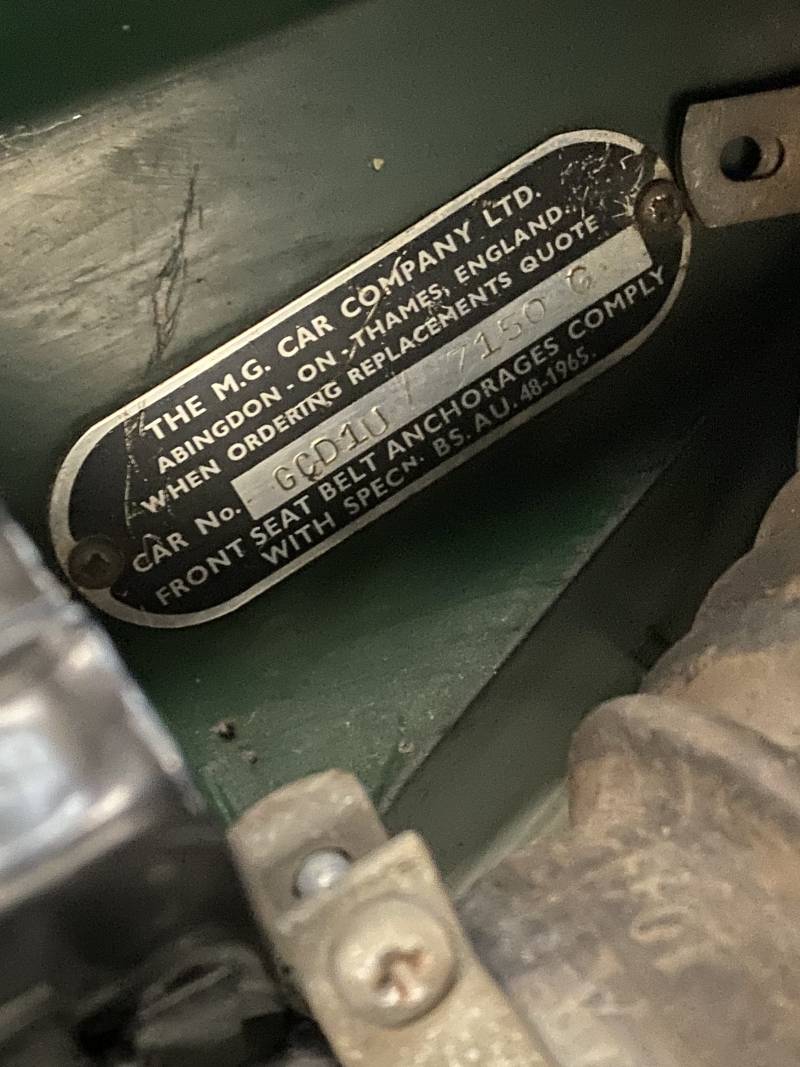 THE M.G. CAR COMPANY LTD.
ABINGDON - ON - THAMES, ENGLAND.
WHEN ORDERING REPLACEMENTS QUOTE
CAR No. GCD1U / 7150 G.
FRONT SEAT BELT ANCHORAGES COMPLY
WITH SPECN. BS. AU. 48-1965.